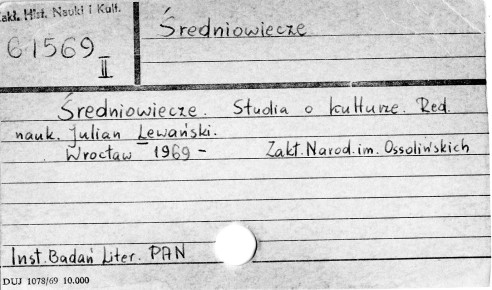 Zakł. Hist. Nauki i Kult.
61569
II
Średniowiecze
Średniowiecze. Studia o kulturze. Red.
nauk. Julian Lewański.
Wrocław 1969 - Zakł. Narod. im. Ossolińskich
Inst. Badań Liter. PAN
DUJ 1078/69 10.000